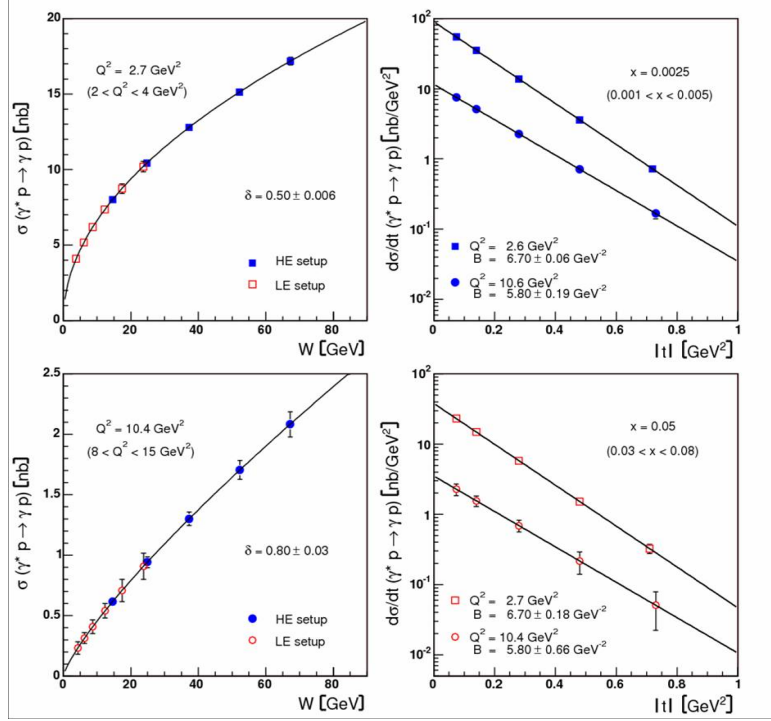 σ (γ* p → γ p) [nb]
20
15
10
5
0
Q² = 2.7 GeV²
(2 < Q² < 4 GeV²)
δ = 0.50 ± 0.006
HE setup
LE setup
0 20 40 60 80
W [GeV]
dσ/dt (γ* p → γ p) [nb/GeV²]
10²
10
1
10⁻¹
10⁻²
x = 0.0025
(0.001 < x < 0.005)
Q² = 2.6 GeV²
B = 6.70 ± 0.06 GeV⁻²
Q² = 10.6 GeV²
B = 5.80 ± 0.19 GeV⁻²
0 0.2 0.4 0.6 0.8 1
|t| [GeV²]
σ (γ* p → γ p) [nb]
2.5
2
1.5
1
0.5
0
Q² = 10.4 GeV²
(8 < Q² < 15 GeV²)
δ = 0.80 ± 0.03
HE setup
LE setup
0 20 40 60 80
W [GeV]
dσ/dt (γ* p → γ p) [nb/GeV²]
10²
10
1
10⁻¹
10⁻²
x = 0.05
(0.03 < x < 0.08)
Q² = 2.7 GeV²
B = 6.70 ± 0.18 GeV⁻²
Q² = 10.4 GeV²
B = 5.80 ± 0.66 GeV⁻²
0 0.2 0.4 0.6 0.8 1
|t| [GeV²]